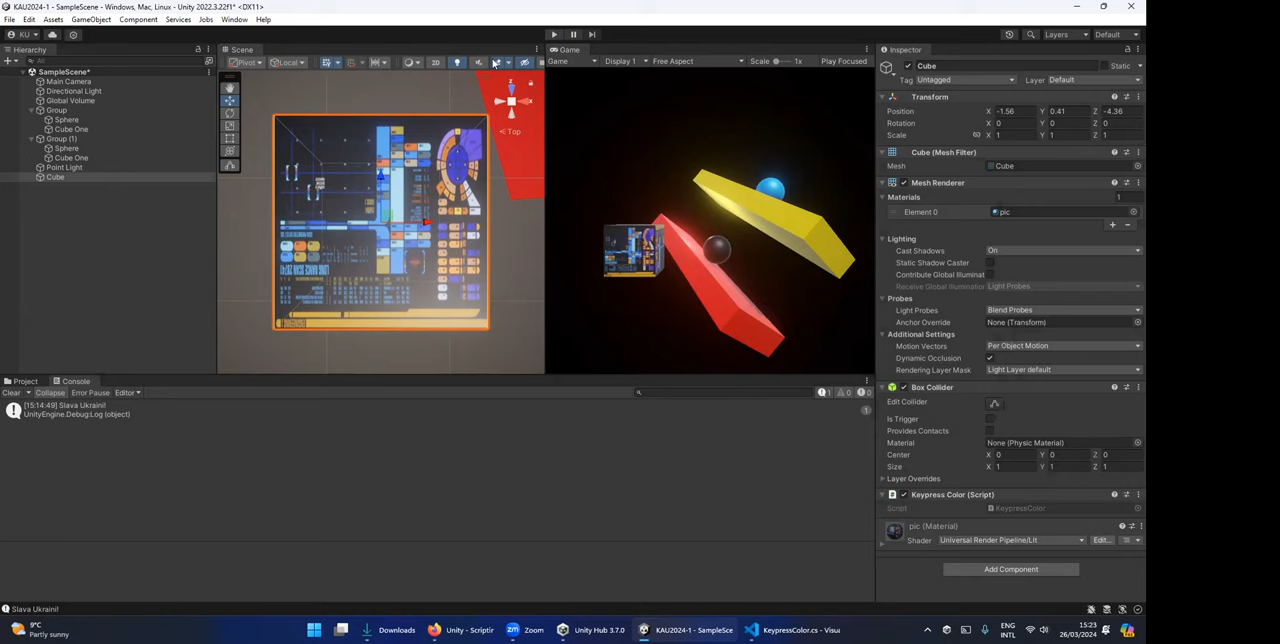 KAU2024-1 - SampleScene - Windows, Mac, Linux - Unity 2022.3.22f1* <DX11>
File Edit Assets GameObject Component Services Jobs Window Help
KU Layers Default
Hierarchy Scene Game Inspector
All Pivot Local 2D Game Display 1 Free Aspect Scale 1x Play Focused
SampleScene*
Main Camera
Directional Light
Global Volume
Group
Sphere
Cube One
Group (1)
Sphere
Cube One
Point Light
Cube
z
x
Top
Cube Static
Tag Untagged Layer Default
Transform
Position X -1.56 Y 0.41 Z -4.36
Rotation X 0 Y 0 Z 0
Scale X 1 Y 1 Z 1
Cube (Mesh Filter)
Mesh Cube
Mesh Renderer
Materials 1
Element 0 pic
Lighting
Cast Shadows On
Static Shadow Caster
Contribute Global Illuminat
Receive Global Illumination Light Probes
Probes
Light Probes Blend Probes
Anchor Override None (Transform)
Additional Settings
Motion Vectors Per Object Motion
Dynamic Occlusion
Rendering Layer Mask Light Layer default
Box Collider
Edit Collider
Is Trigger
Provides Contacts
Material None (Physic Material)
Center X 0 Y 0 Z 0
Size X 1 Y 1 Z 1
Layer Overrides
Keypress Color (Script)
Script KeypressColor
pic (Material)
Shader Universal Render Pipeline/Lit Edit...
Add Component
Project Console
Clear Collapse Error Pause Editor 1 0 0
[15:14:49] Slava Ukraini!
UnityEngine.Debug:Log (object)
1
Slava Ukraini!
9°C
Partly sunny
Downloads Unity - Scriptin Zoom Unity Hub 3.7.0 KAU2024-1 - SampleSce KeypressColor.cs - Visu
ENG
INTL
15:23
26/03/2024